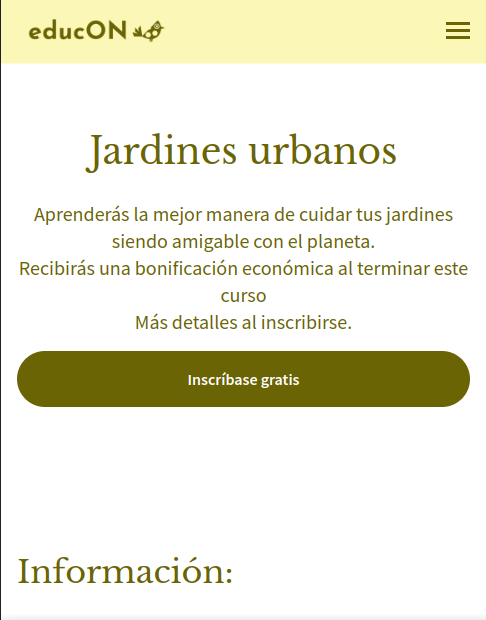 educON
Jardines urbanos
Aprenderás la mejor manera de cuidar tus jardines
siendo amigable con el planeta.
Recibirás una bonificación económica al terminar este
curso
Más detalles al inscribirse.
Inscríbase gratis
Información: